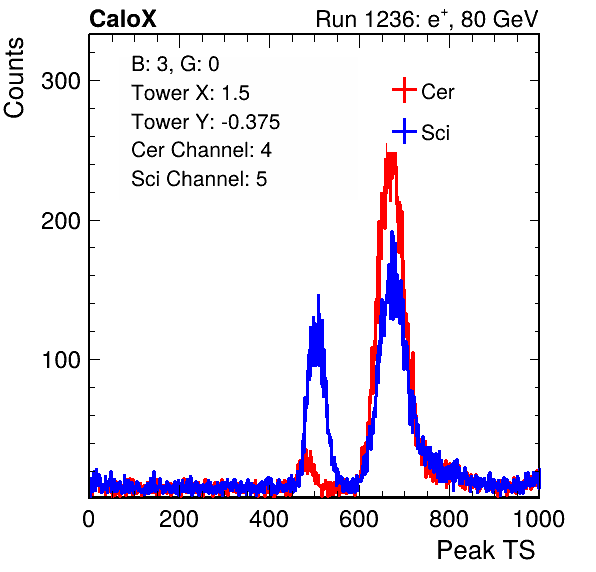 CaloX Run 1236: e⁺, 80 GeV
Counts
B: 3, G: 0
Tower X: 1.5
Tower Y: -0.375
Cer Channel: 4
Sci Channel: 5
Cer
Sci
300
200
100
0 200 400 600 800 1000
Peak TS